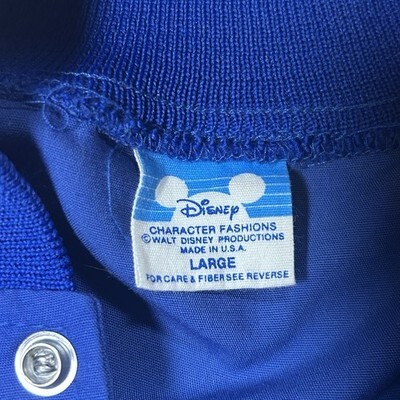 Disney
CHARACTER FASHIONS
©WALT DISNEY PRODUCTIONS
MADE IN U.S.A.
LARGE
FOR CARE & FIBER SEE REVERSE